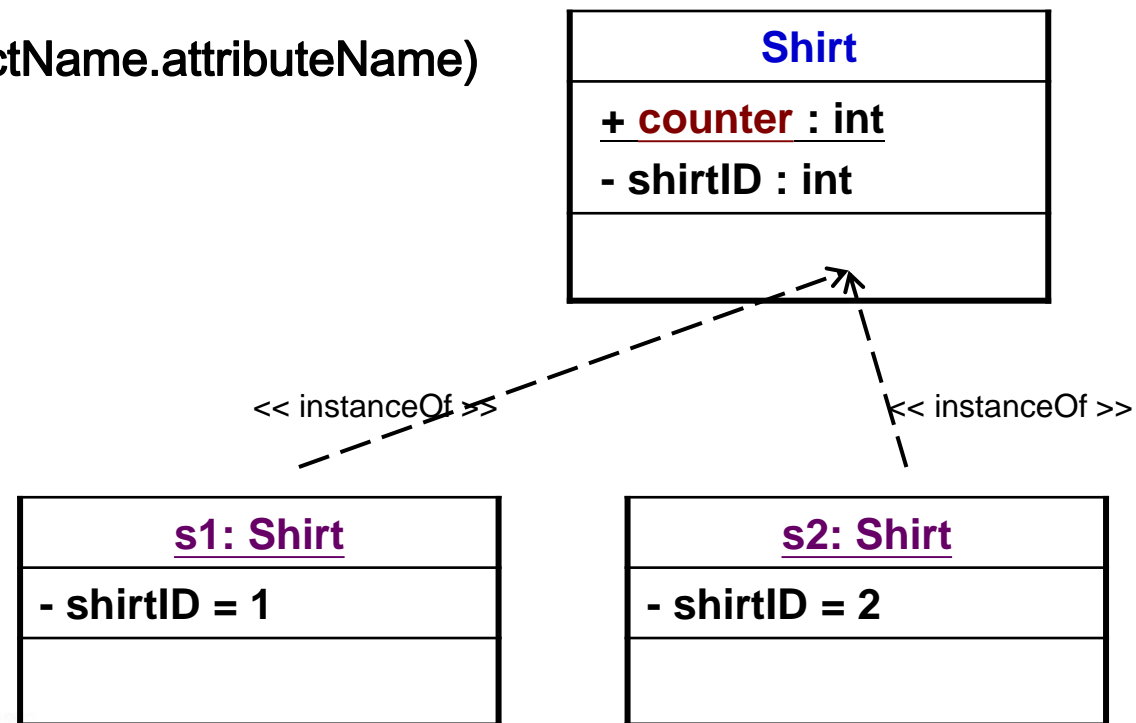 ctName.attributeName)
Shirt
+ counter : int
- shirtID : int
<< instanceOf >>
<< instanceOf >>
s1: Shirt
- shirtID = 1
s2: Shirt
- shirtID = 2